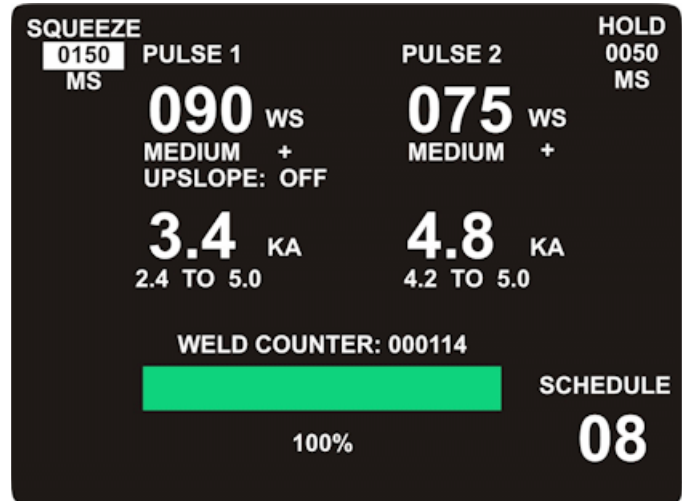 SQUEEZE
0150
MS
HOLD
0050
MS
PULSE 1
090 WS
MEDIUM +
UPSLOPE: OFF
3.4 KA
2.4 TO 5.0
PULSE 2
075 WS
MEDIUM +
4.8 KA
4.2 TO 5.0
WELD COUNTER: 000114
100%
SCHEDULE
08